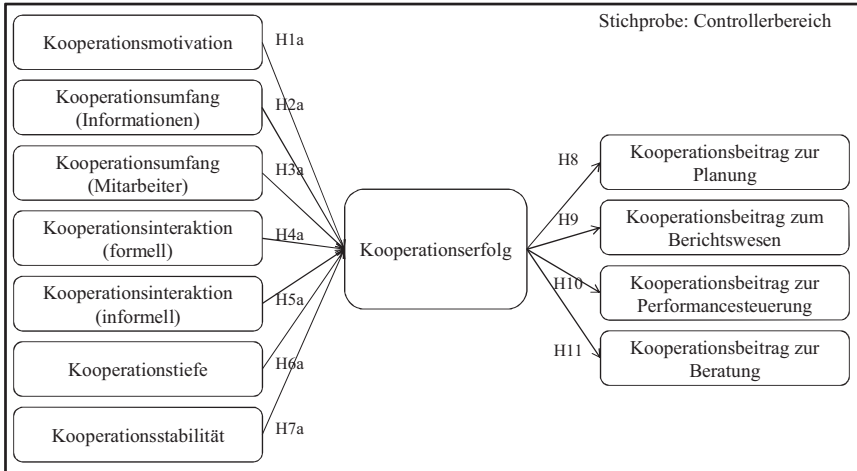 Stichprobe: Controllerbereich
Kooperationsmotivation
H1a
Kooperationsumfang
(Informationen)
H2a
Kooperationsumfang
(Mitarbeiter)
H3a
Kooperationsinteraktion
(formell)
H4a
Kooperationsinteraktion
(informell)
H5a
Kooperationstiefe
H6a
Kooperationsstabilität
H7a
Kooperationserfolg
H8
Kooperationsbeitrag zur
Planung
H9
Kooperationsbeitrag zum
Berichtswesen
H10
Kooperationsbeitrag zur
Performancesteuerung
H11
Kooperationsbeitrag zur
Beratung